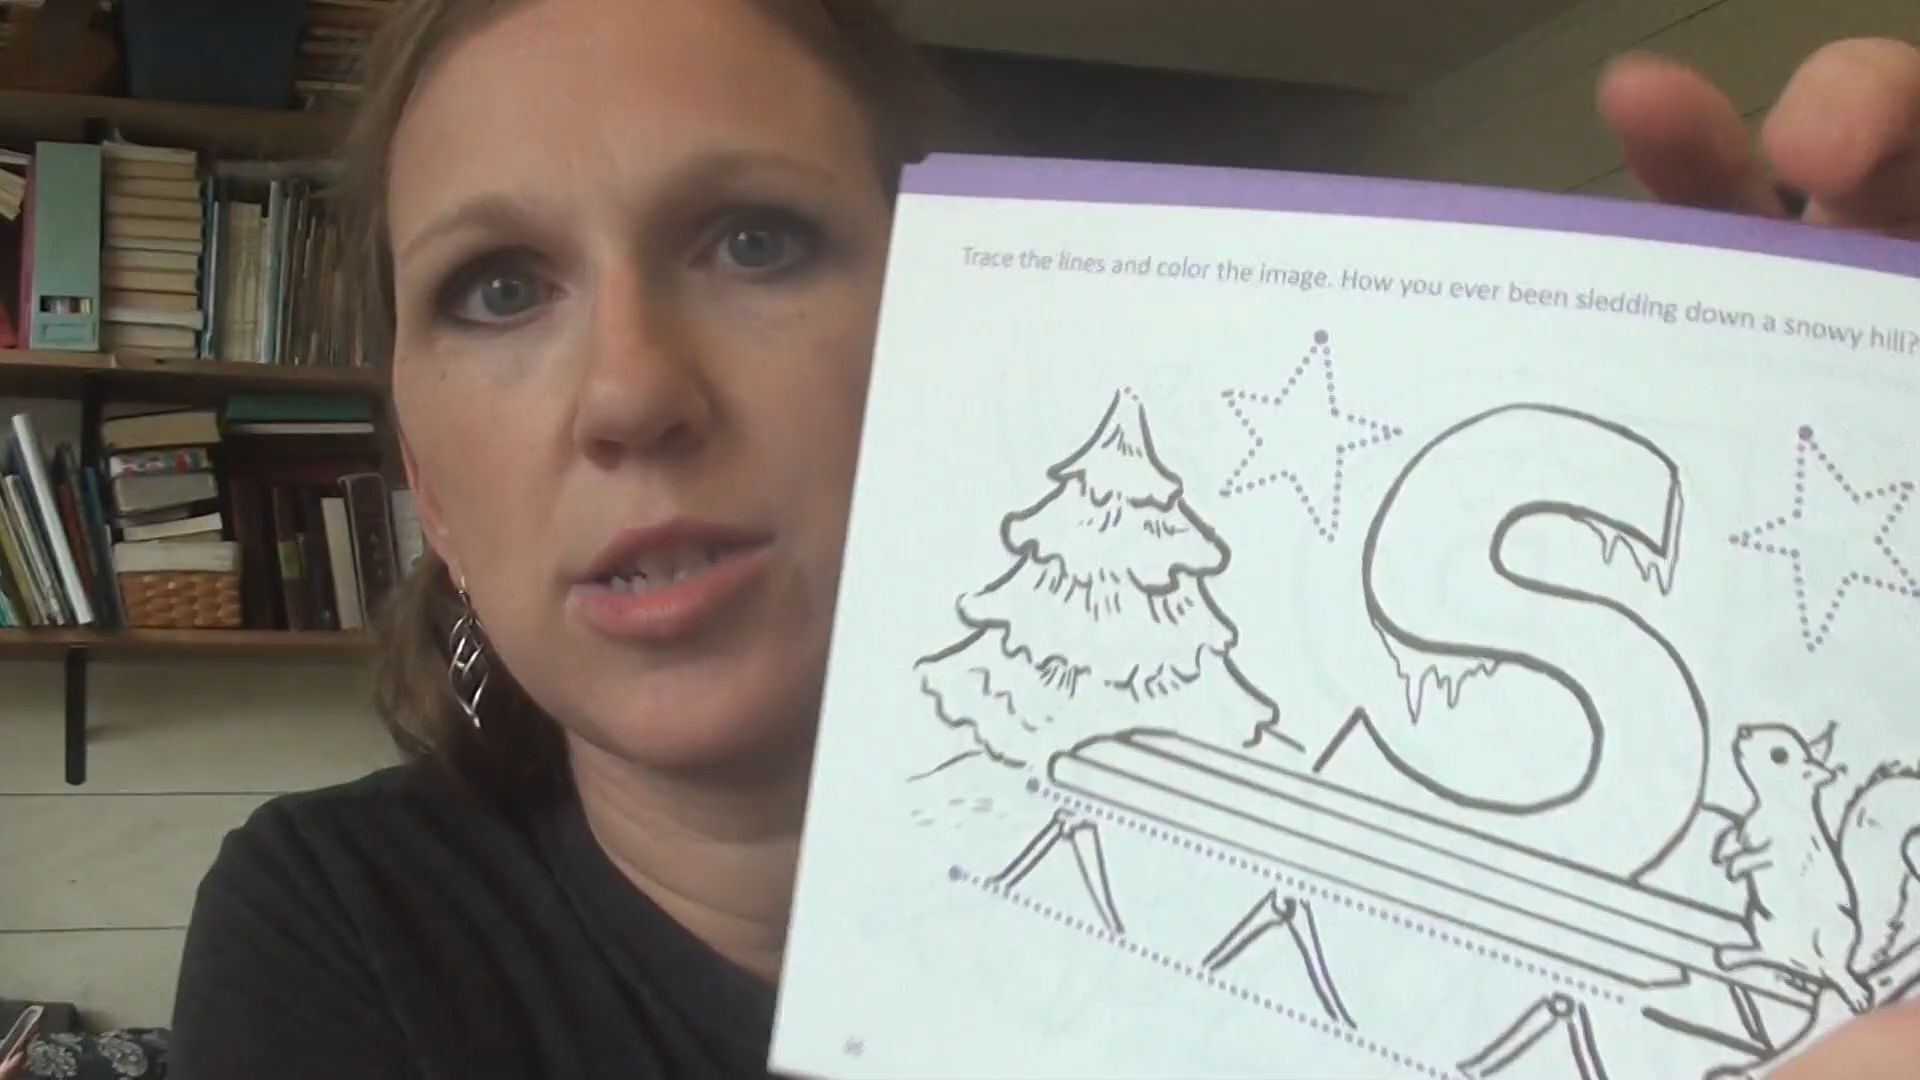 Trace the lines and color the image. How you ever been sledding down a snowy hill?
S